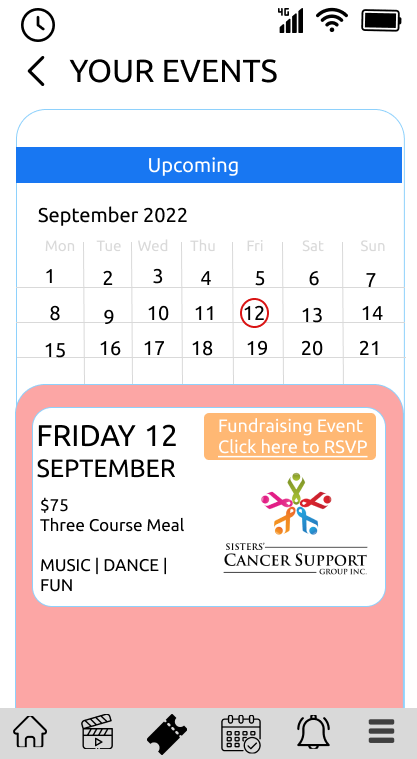 4G
YOUR EVENTS
Upcoming
September 2022
Mon Tue Wed Thu Fri Sat Sun
1 2 3 4 5 6 7
8 9 10 11 12 13 14
15 16 17 18 19 20 21
FRIDAY 12
SEPTEMBER
$75
Three Course Meal
MUSIC | DANCE |
FUN
Fundraising Event
Click here to RSVP
SISTERS'
CANCER SUPPORT
GROUP INC.